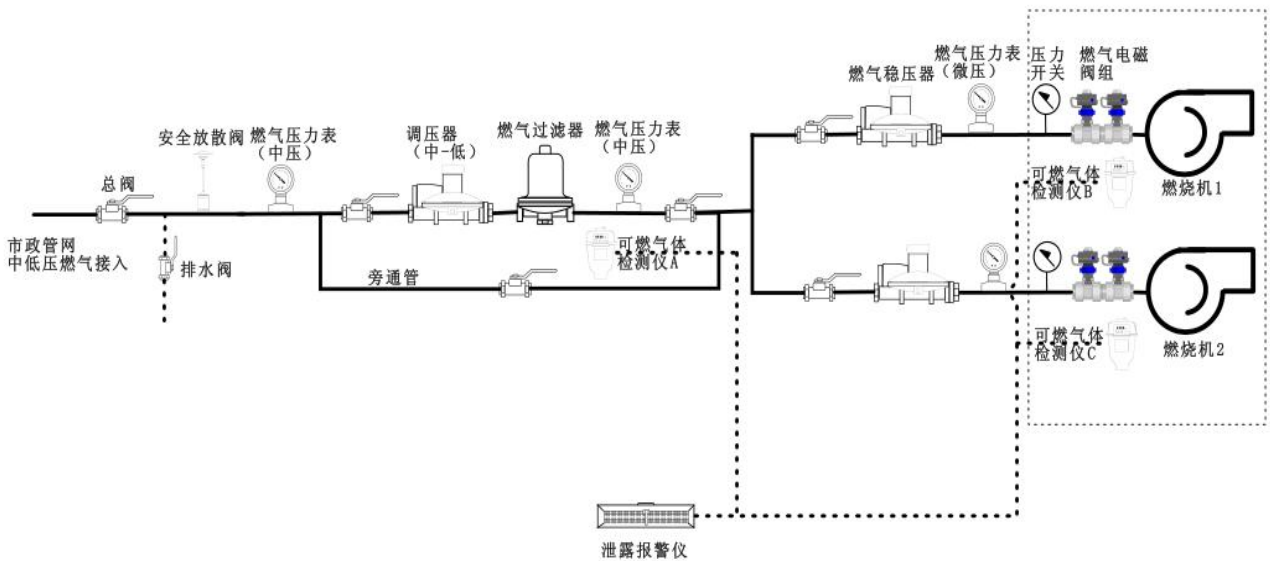 燃气压力表
（微压）
压力
开关
燃气电磁
阀组
燃气稳压器
安全放散阀
燃气压力表
（中压）
调压器
（中-低）
燃气过滤器
燃气压力表
（中压）
总阀
可燃气体
检测仪B
燃烧机1
市政管网
中低压燃气接入
排水阀
旁通管
可燃气体
检测仪A
可燃气体
检测仪C
燃烧机2
泄露报警仪